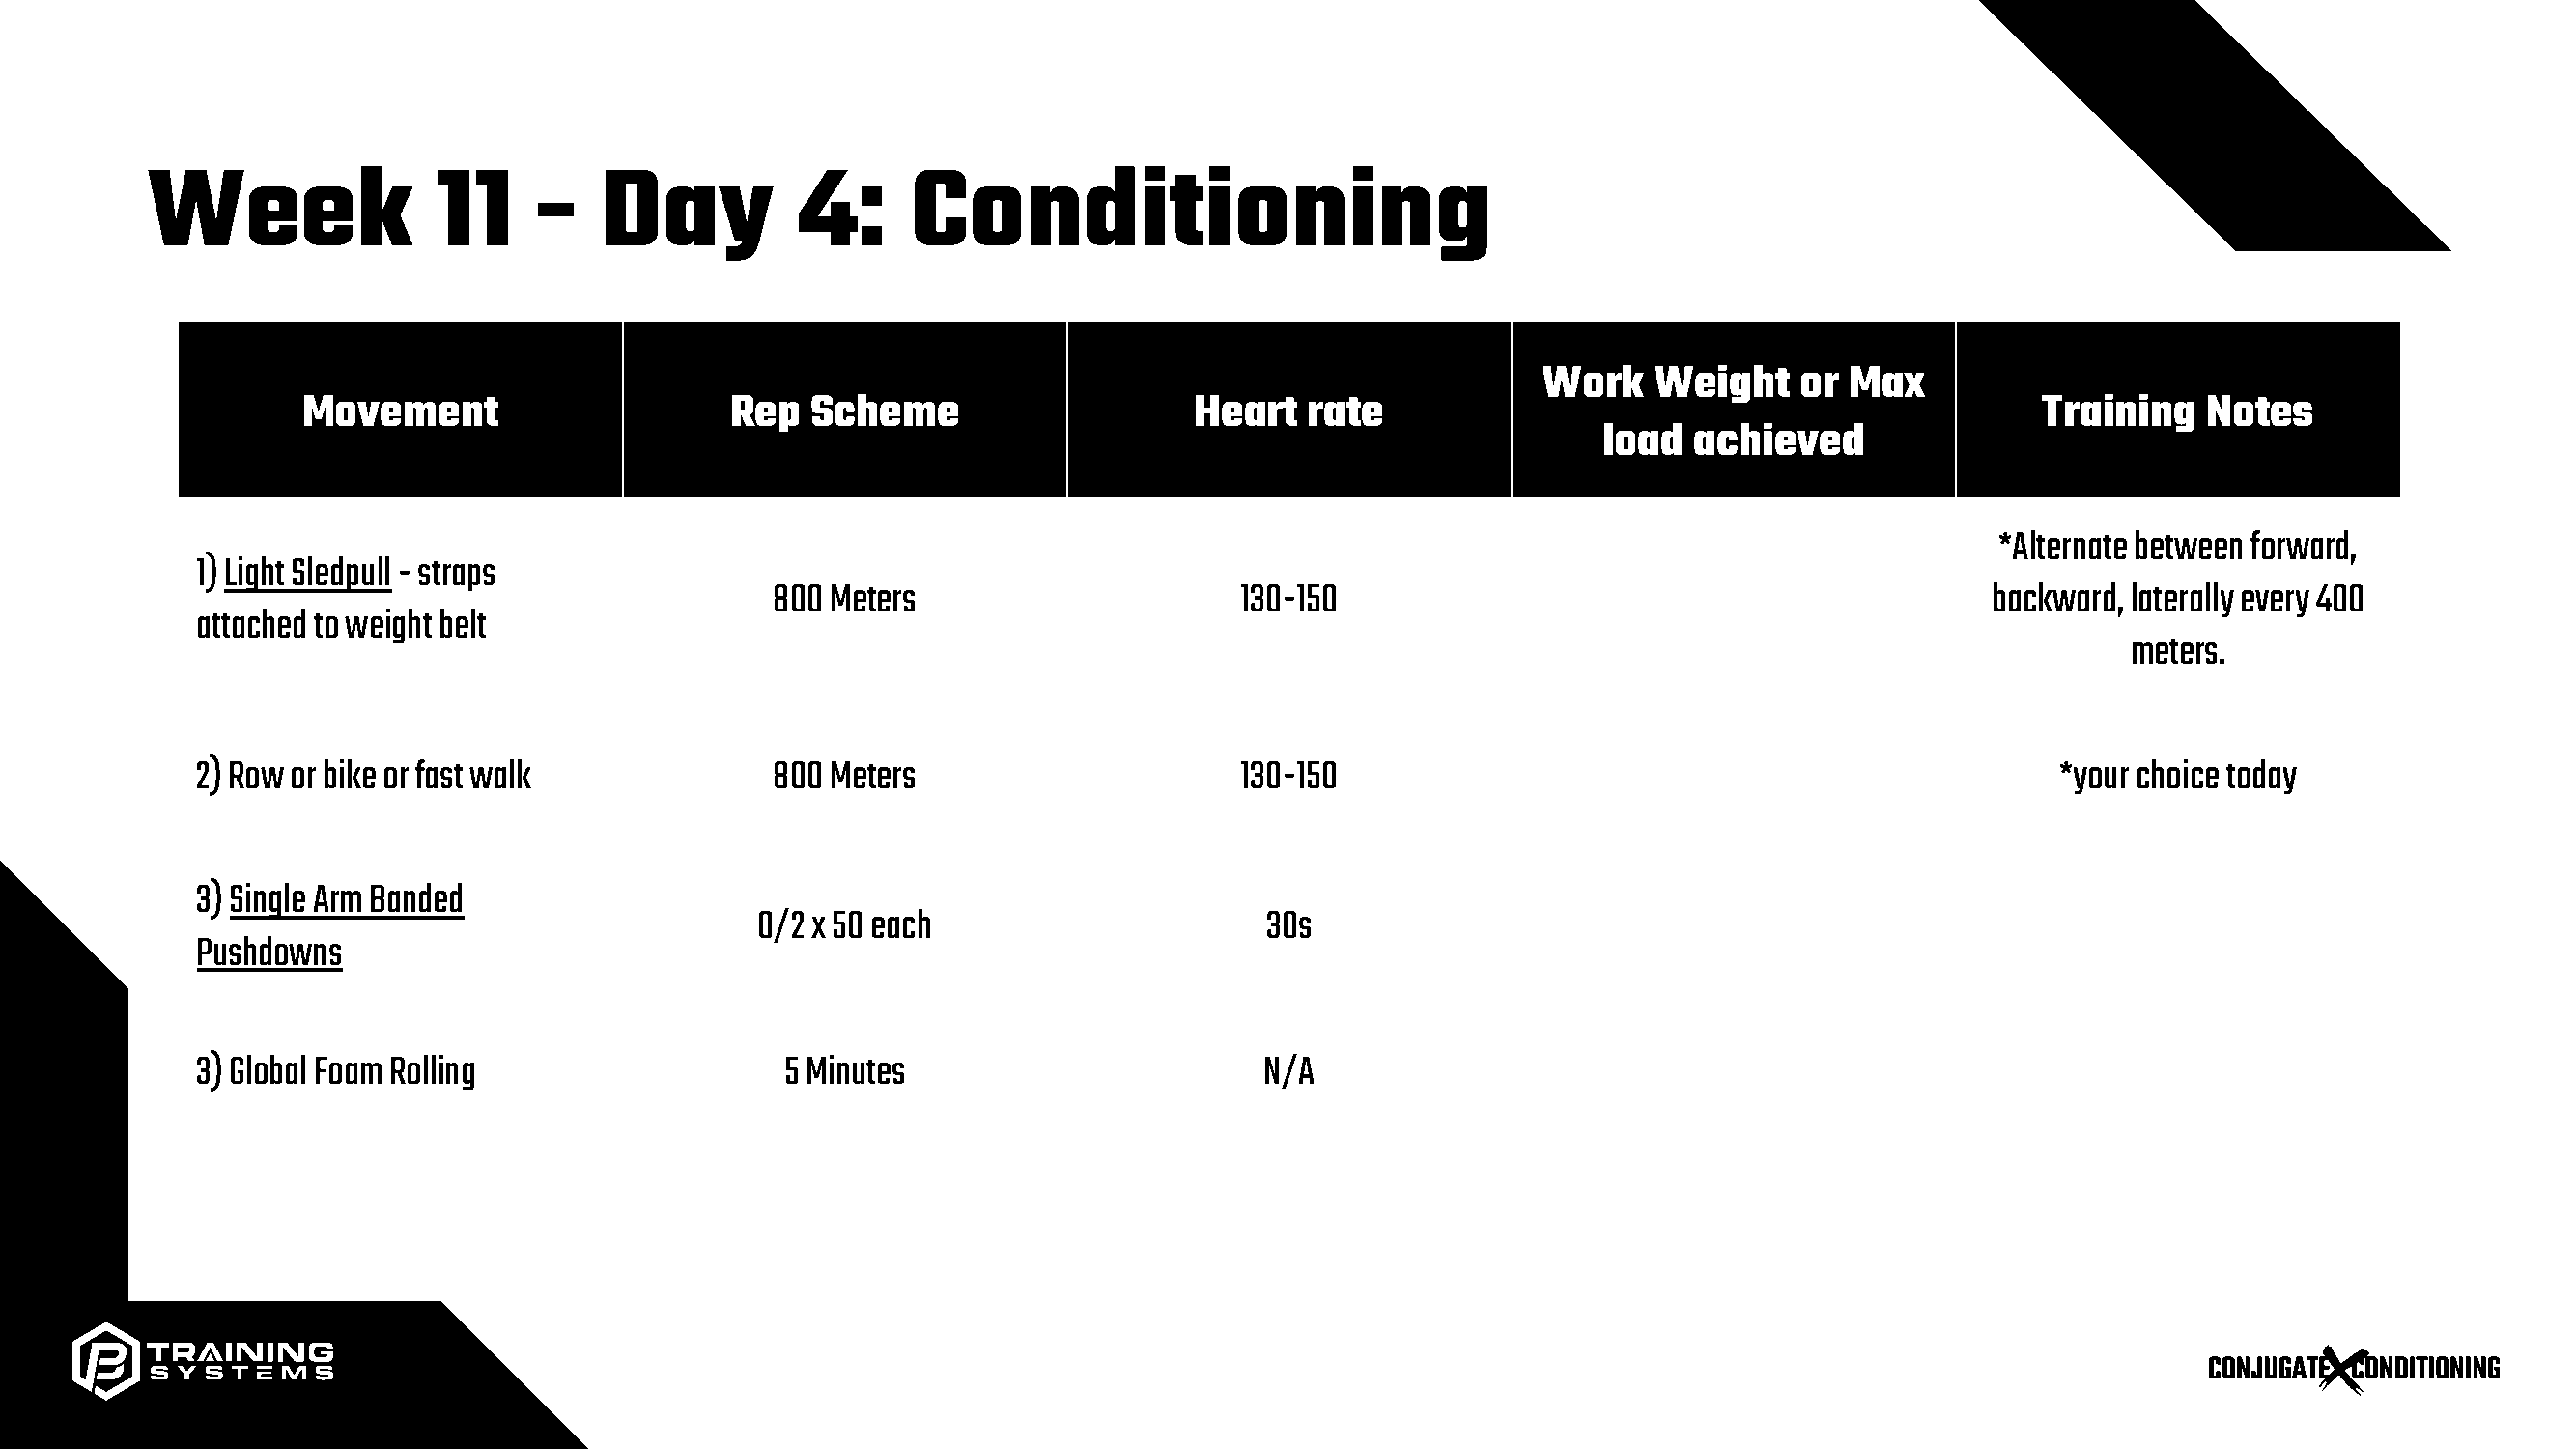 Week 11 - Day 4: Conditioning
Movement
Rep Scheme
Heart rate
Work Weight or Max
load achieved
Training Notes
1) Light Sledpull - straps
attached to weight belt
800 Meters
130-150
*Alternate between forward,
backward, laterally every 400
meters.
2) Row or bike or fast walk
800 Meters
130-150
*your choice today
3) Single Arm Banded
Pushdowns
0/2 x 50 each
30s
3) Global Foam Rolling
5 Minutes
N/A
TRAINING
SYSTEMS
CONJUGATE X CONDITIONING